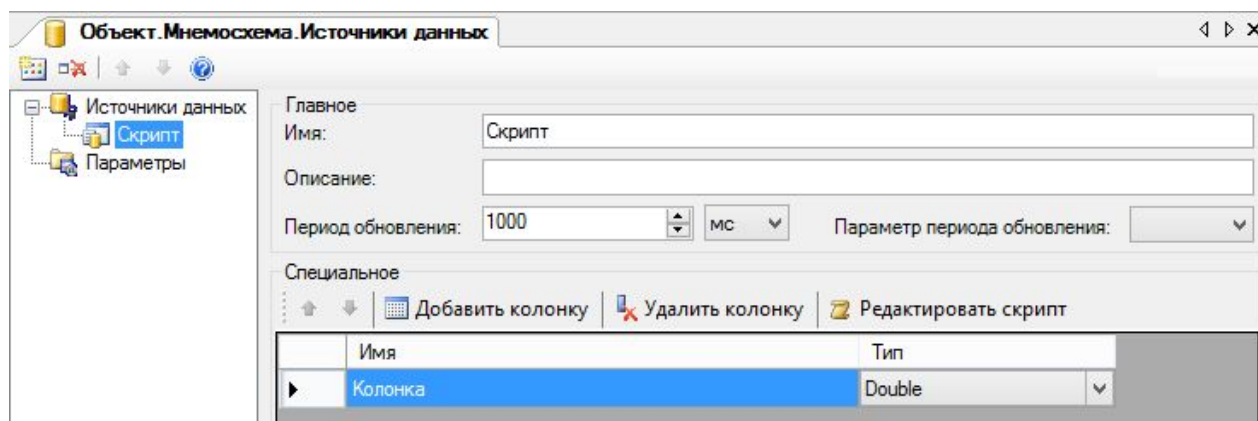 Объект.Мнемосхема.Источники данных
Источники данных
Скрипт
Параметры
Главное
Имя: Скрипт
Описание:
Период обновления: 1000 мс Параметр периода обновления:
Специальное
Добавить колонку Удалить колонку Редактировать скрипт
Имя Тип
Колонка Double